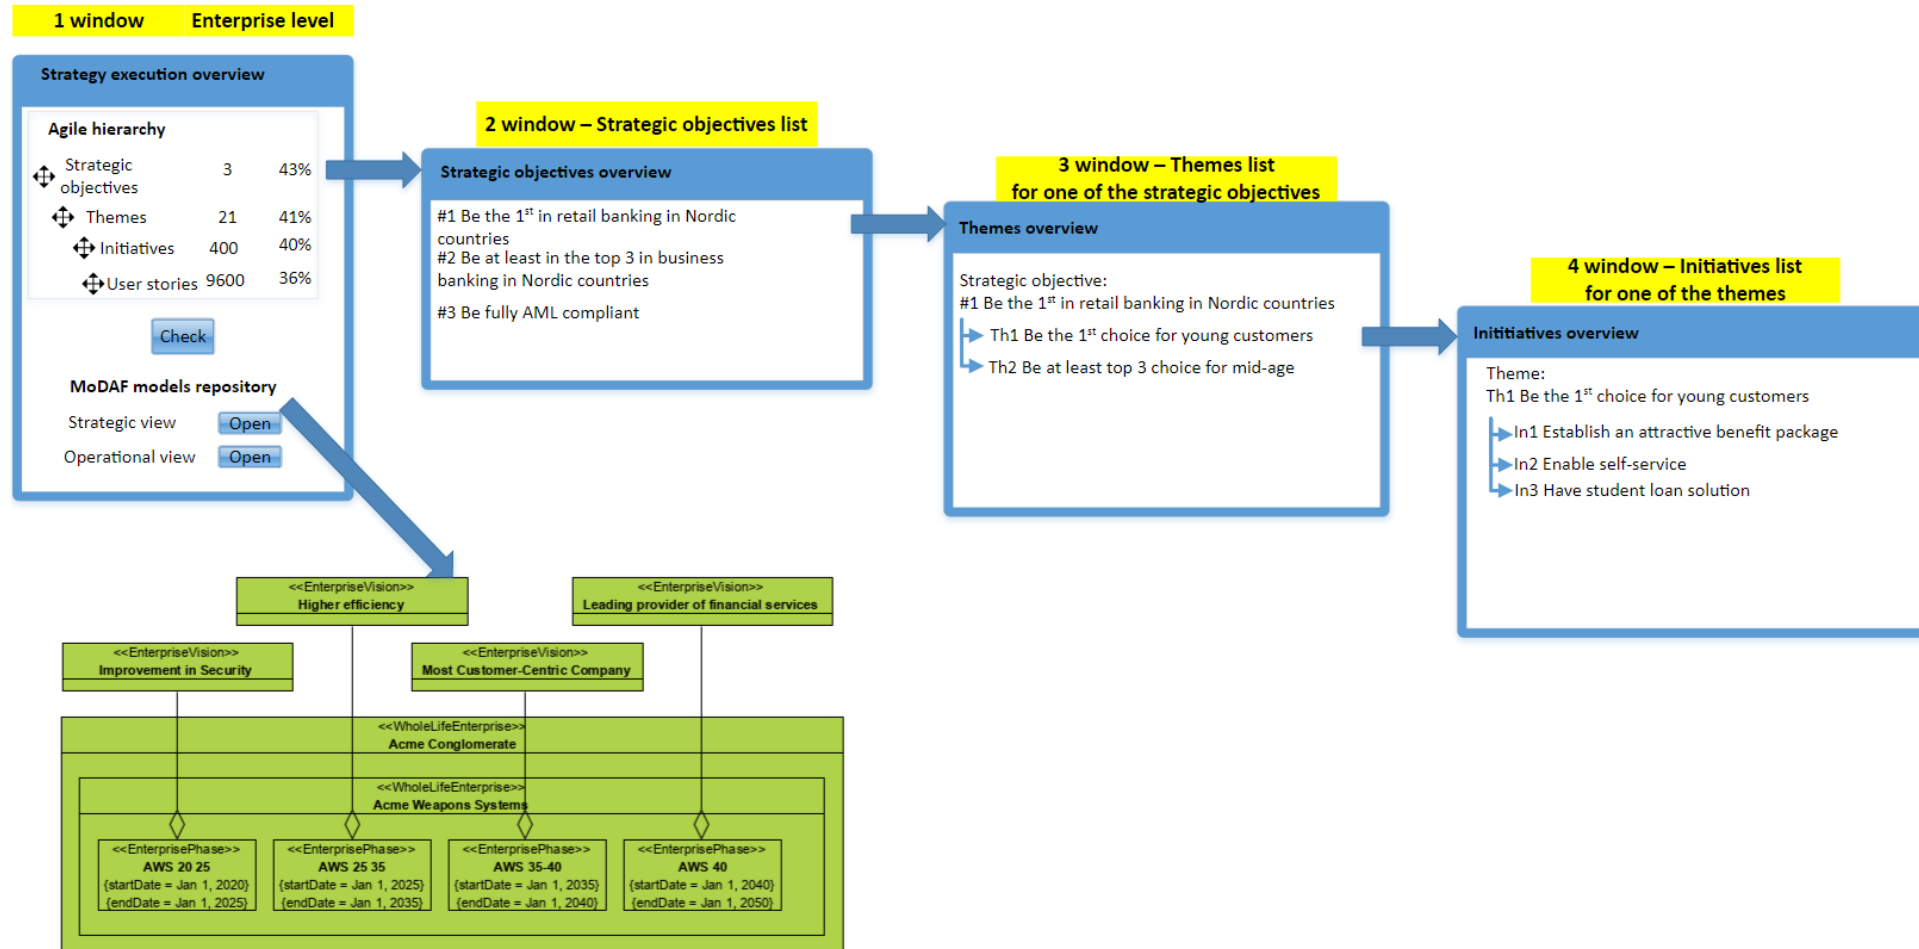 1 window Enterprise level
Strategy execution overview
Agile hierarchy
Strategic
objectives 3 43%
Themes 21 41%
Initiatives 400 40%
User stories 9600 36%
Check
MoDAF models repository
Strategic view Open
Operational view Open
2 window – Strategic objectives list
Strategic objectives overview
#1 Be the 1st in retail banking in Nordic
countries
#2 Be at least in the top 3 in business
banking in Nordic countries
#3 Be fully AML compliant
3 window – Themes list
for one of the strategic objectives
Themes overview
Strategic objective:
#1 Be the 1st in retail banking in Nordic countries
Th1 Be the 1st choice for young customers
Th2 Be at least top 3 choice for mid-age
4 window – Initiatives list
for one of the themes
Inititiatives overview
Theme:
Th1 Be the 1st choice for young customers
In1 Establish an attractive benefit package
In2 Enable self-service
In3 Have student loan solution
<<EnterpriseVision>>
Higher efficiency
<<EnterpriseVision>>
Leading provider of financial services
<<EnterpriseVision>>
Improvement in Security
<<EnterpriseVision>>
Most Customer-Centric Company
<<WholeLifeEnterprise>>
Acme Conglomerate
<<WholeLifeEnterprise>>
Acme Weapons Systems
<<EnterprisePhase>>
AWS 20 25
{startDate = Jan 1, 2020}
{endDate = Jan 1, 2025}
<<EnterprisePhase>>
AWS 25 35
{startDate = Jan 1, 2025}
{endDate = Jan 1, 2035}
<<EnterprisePhase>>
AWS 35-40
{startDate = Jan 1, 2035}
{endDate = Jan 1, 2040}
<<EnterprisePhase>>
AWS 40
{startDate = Jan 1, 2040}
{endDate = Jan 1, 2050}